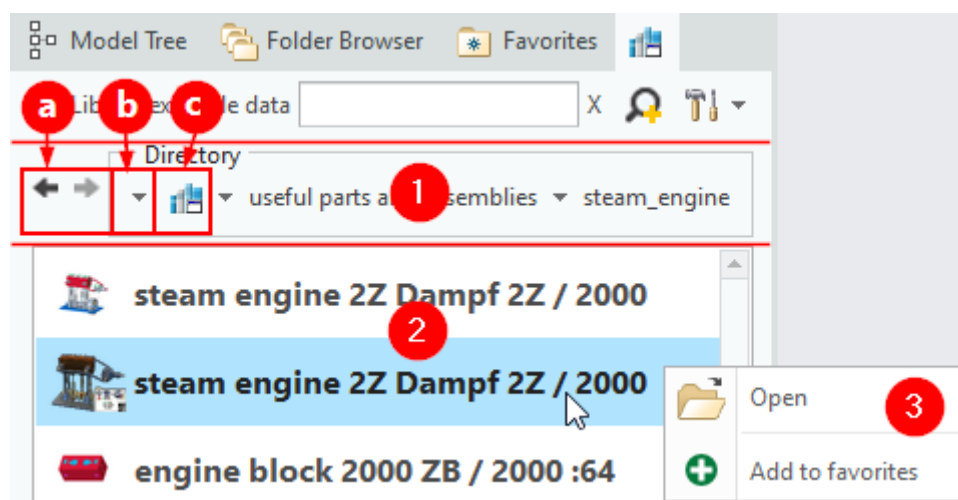 Model Tree Folder Browser Favorites
a b c data X
Directory
useful parts 1 steam_engine
steam engine 2Z Dampf 2Z / 2000
2
steam engine 2Z Dampf 2Z / 2000
Open 3
engine block 2000 ZB / 2000 :64
Add to favorites